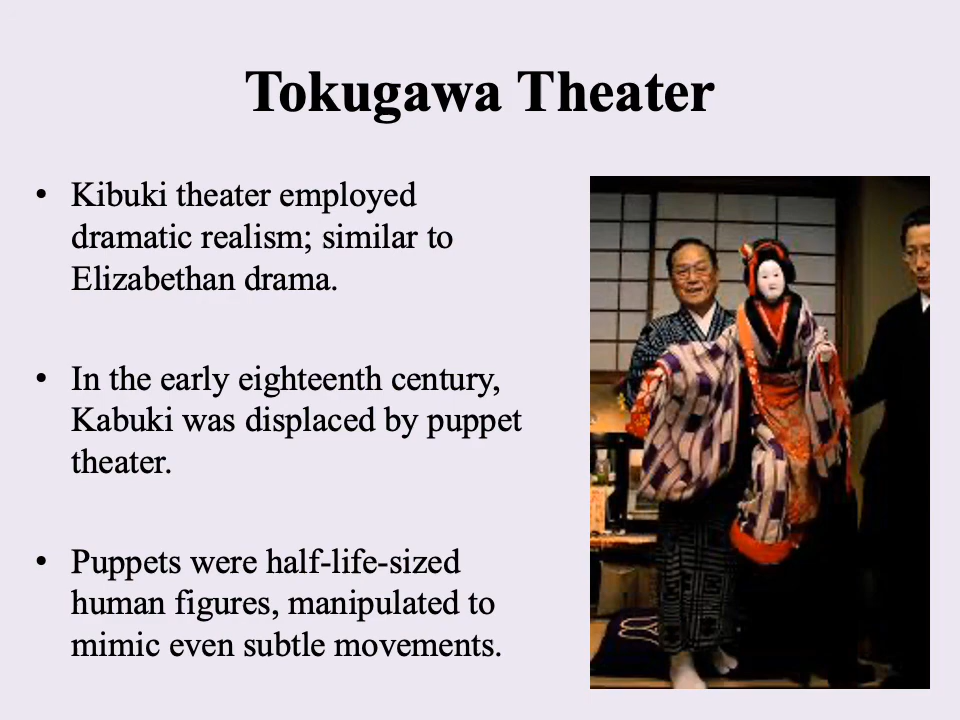 Tokugawa Theater
• Kibuki theater employed
dramatic realism; similar to
Elizabethan drama.
• In the early eighteenth century,
Kabuki was displaced by puppet
theater.
• Puppets were half-life-sized
human figures, manipulated to
mimic even subtle movements.